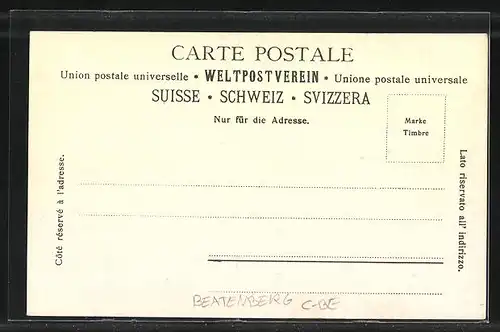 CARTE POSTALE
Union postale universelle • WELTPOSTVEREIN • Unione postale universale
SUISSE • SCHWEIZ • SVIZZERA
Nur für die Adresse.
Marke
Timbre
Côté réservé à l'adresse.
Lato riservato all' indirizzo.
BEATENBERG C-BE